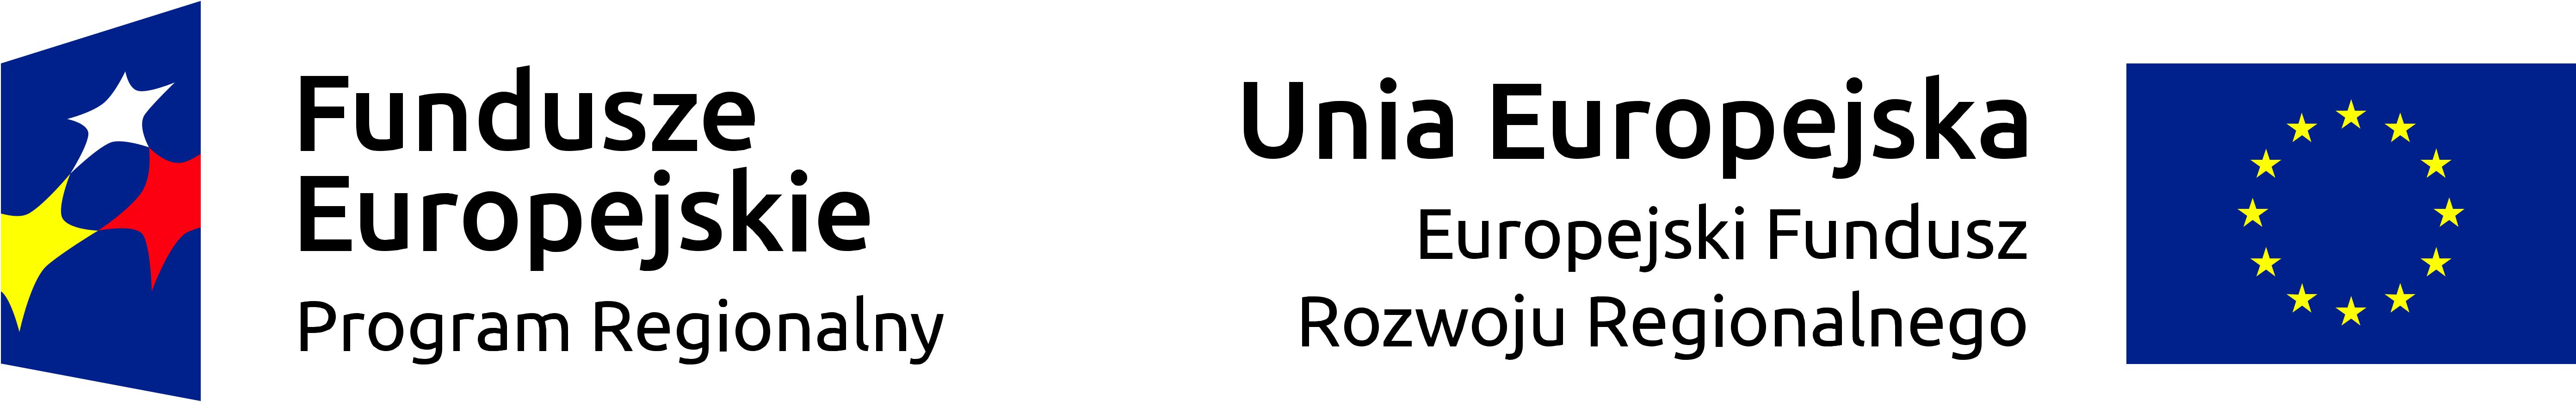 Fundusze
Europejskie
Program Regionalny
Unia Europejska
Europejski Fundusz
Rozwoju Regionalnego